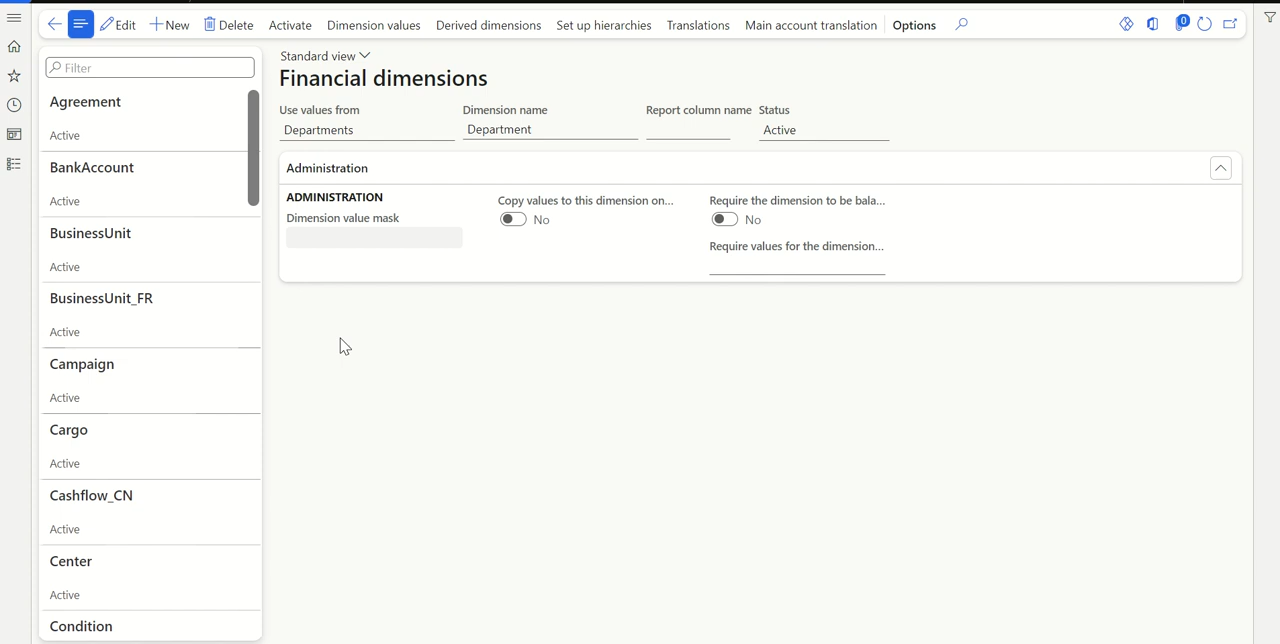 Edit New Delete Activate Dimension values Derived dimensions Set up hierarchies Translations Main account translation Options 0
Filter
Agreement
Active
BankAccount
Active
BusinessUnit
Active
BusinessUnit_FR
Active
Campaign
Active
Cargo
Active
Cashflow_CN
Active
Center
Active
Condition
Standard view
Financial dimensions
Use values from Dimension name Report column name Status
Departments Department Active
Administration
ADMINISTRATION
Dimension value mask
Copy values to this dimension on...
No
Require the dimension to be bala...
No
Require values for the dimension...